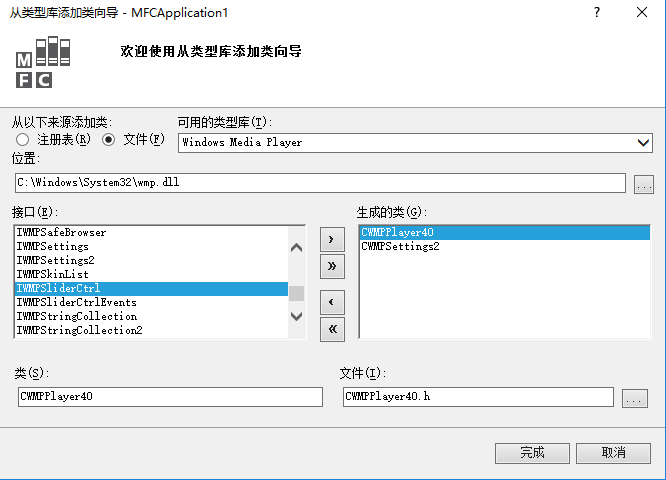 从类型库添加类向导 - MFCApplication1
?
M
F C
欢迎使用从类型库添加类向导
从以下来源添加类:
可用的类型库(T):
注册表(R)
文件(F)
Windows Media Player
位置:
C:\Windows\System32\wmp.dll
...
接口(E):
生成的类(G):
IWMPSafeBrowser
IWMPSettings
IWMPSettings2
IWMPSkinList
IWMPSliderCtrl
IWMPSliderCtrlEvents
IWMPStringCollection
IWMPStringCollection2
>
»
<
«
CWMPPlayer40
CWMPSettings2
类(S):
文件(I):
CWMPPlayer40
CWMPPlayer40.h
...
完成
取消